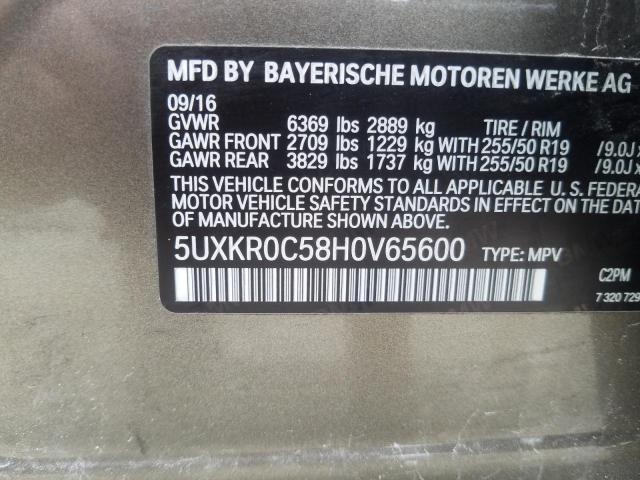 MFD BY BAYERISCHE MOTOREN WERKE AG
09/16
GVWR 6369 lbs 2889 kg TIRE / RIM
GAWR FRONT 2709 lbs 1229 kg WITH 255/50 R19 /9.0J x
GAWR REAR 3829 lbs 1737 kg WITH 255/50 R19 /9.0J x
THIS VEHICLE CONFORMS TO ALL APPLICABLE U. S. FEDERA
MOTOR VEHICLE SAFETY STANDARDS IN EFFECT ON THE DAT
OF MANUFACTURE SHOWN ABOVE.
5UXKR0C58H0V65600 TYPE: MPV
C2PM
7 320 729